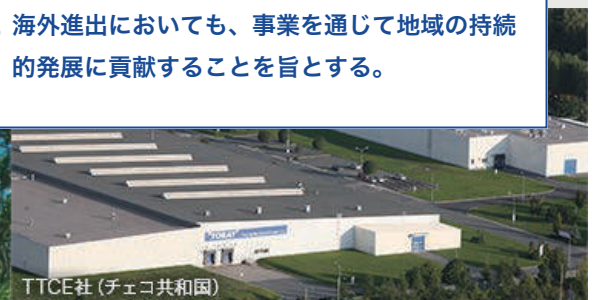 海外進出においても、事業を通じて地域の持続
的発展に貢献することを旨とする。
"TORAY"
TTCE社（チェコ共和国）